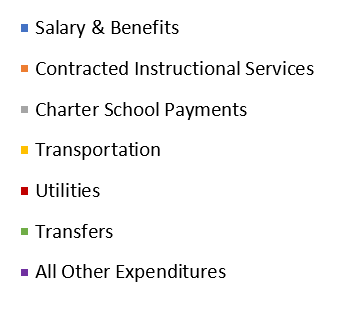 Salary & Benefits
Contracted Instructional Services
Charter School Payments
Transportation
Utilities
Transfers
All Other Expenditures